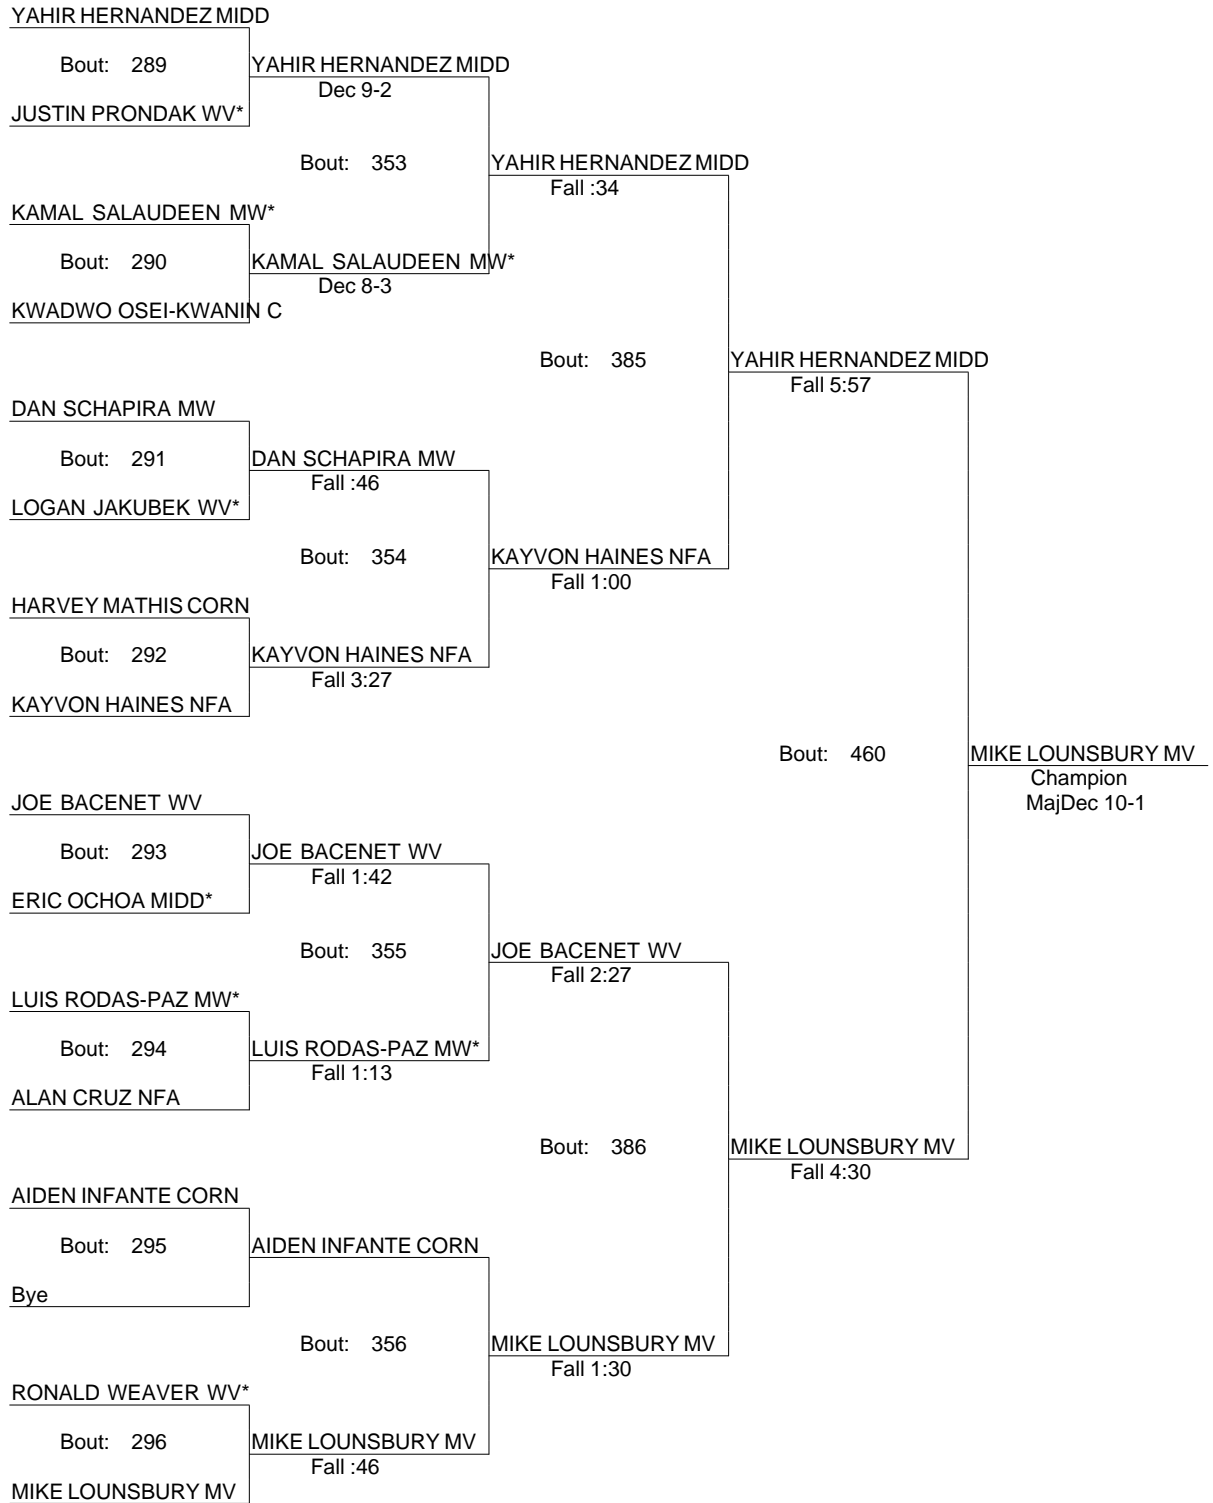 YAHIR HERNANDEZ MIDD
Bout: 289
YAHIR HERNANDEZ MIDD
Dec 9-2
JUSTIN PRONDAK WV*
Bout: 353
YAHIR HERNANDEZ MIDD
Fall :34
KAMAL SALAUDEEN MW*
Bout: 290
KAMAL SALAUDEEN MW*
Dec 8-3
KWADWO OSEI-KWANIN C
Bout: 385
YAHIR HERNANDEZ MIDD
Fall 5:57
DAN SCHAPIRA MW
Bout: 291
DAN SCHAPIRA MW
Fall :46
LOGAN JAKUBEK WV*
Bout: 354
KAYVON HAINES NFA
Fall 1:00
HARVEY MATHIS CORN
Bout: 292
KAYVON HAINES NFA
Fall 3:27
KAYVON HAINES NFA
Bout: 460
MIKE LOUNSBURY MV
Champion
MajDec 10-1
JOE BACENET WV
Bout: 293
JOE BACENET WV
Fall 1:42
ERIC OCHOA MIDD*
Bout: 355
JOE BACENET WV
Fall 2:27
LUIS RODAS-PAZ MW*
Bout: 294
LUIS RODAS-PAZ MW*
Fall 1:13
ALAN CRUZ NFA
Bout: 386
MIKE LOUNSBURY MV
Fall 4:30
AIDEN INFANTE CORN
Bout: 295
AIDEN INFANTE CORN
Bye
Bout: 356
MIKE LOUNSBURY MV
Fall 1:30
RONALD WEAVER WV*
Bout: 296
MIKE LOUNSBURY MV
Fall :46
MIKE LOUNSBURY MV